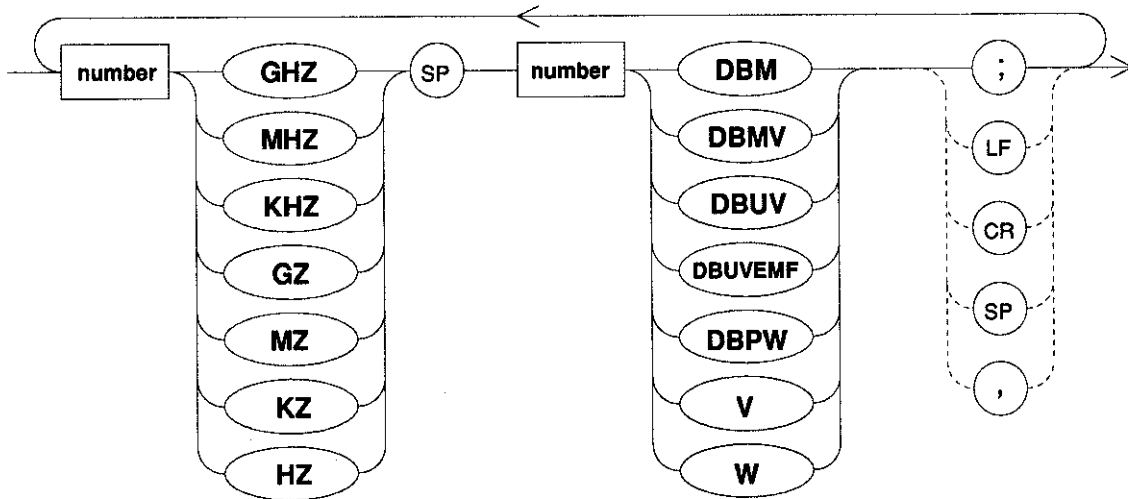 number GHZ SP number DBM ;
MHZ DBMV LF
KHZ DBUV CR
GZ DBUVEMF SP
MZ DBPW ,
KZ V
HZ W